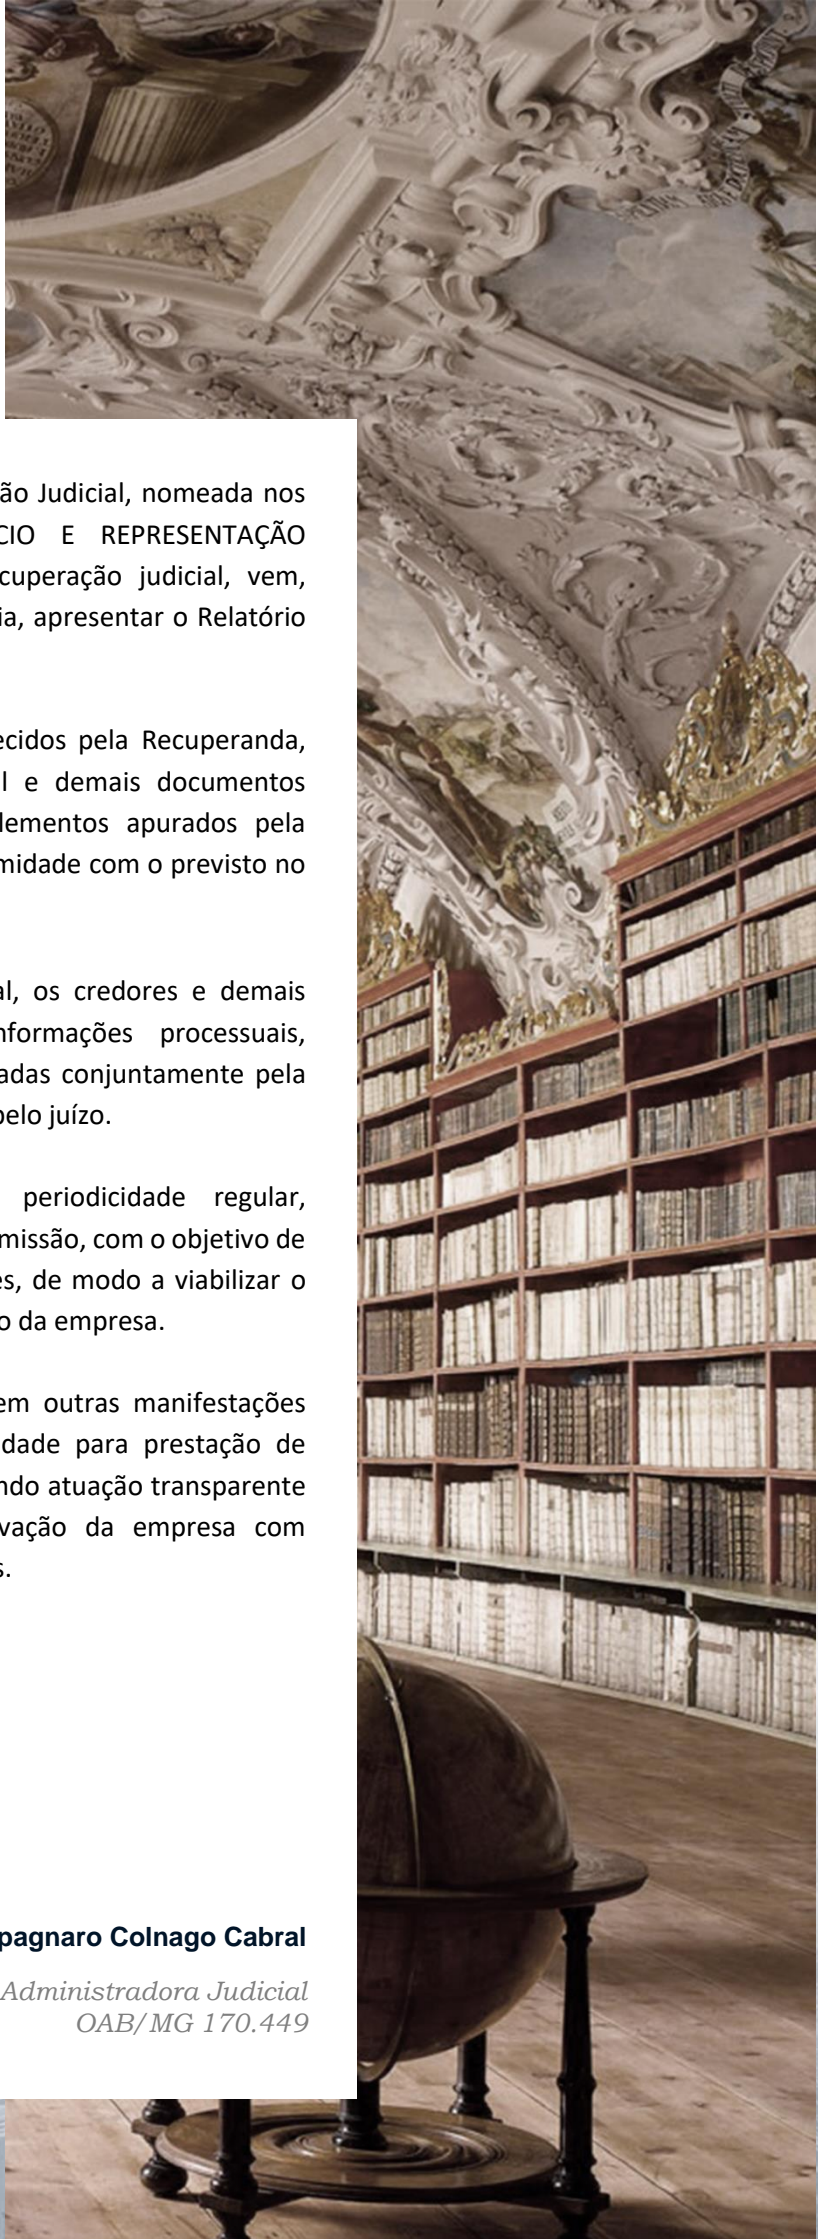 ão Judicial, nomeada nos
CIO E REPRESENTAÇÃO
cuperação judicial, vem,
ia, apresentar o Relatório
ecidos pela Recuperanda,
l e demais documentos
lementos apurados pela
midade com o previsto no
al, os credores e demais
nformações processuais,
adas conjuntamente pela
pelo juízo.
periodicidade regular,
missão, com o objetivo de
es, de modo a viabilizar o
o da empresa.
em outras manifestações
dade para prestação de
ndo atuação transparente
vação da empresa com
s.
pagnaro Colnago Cabral
Administradora Judicial
OAB/MG 170.449